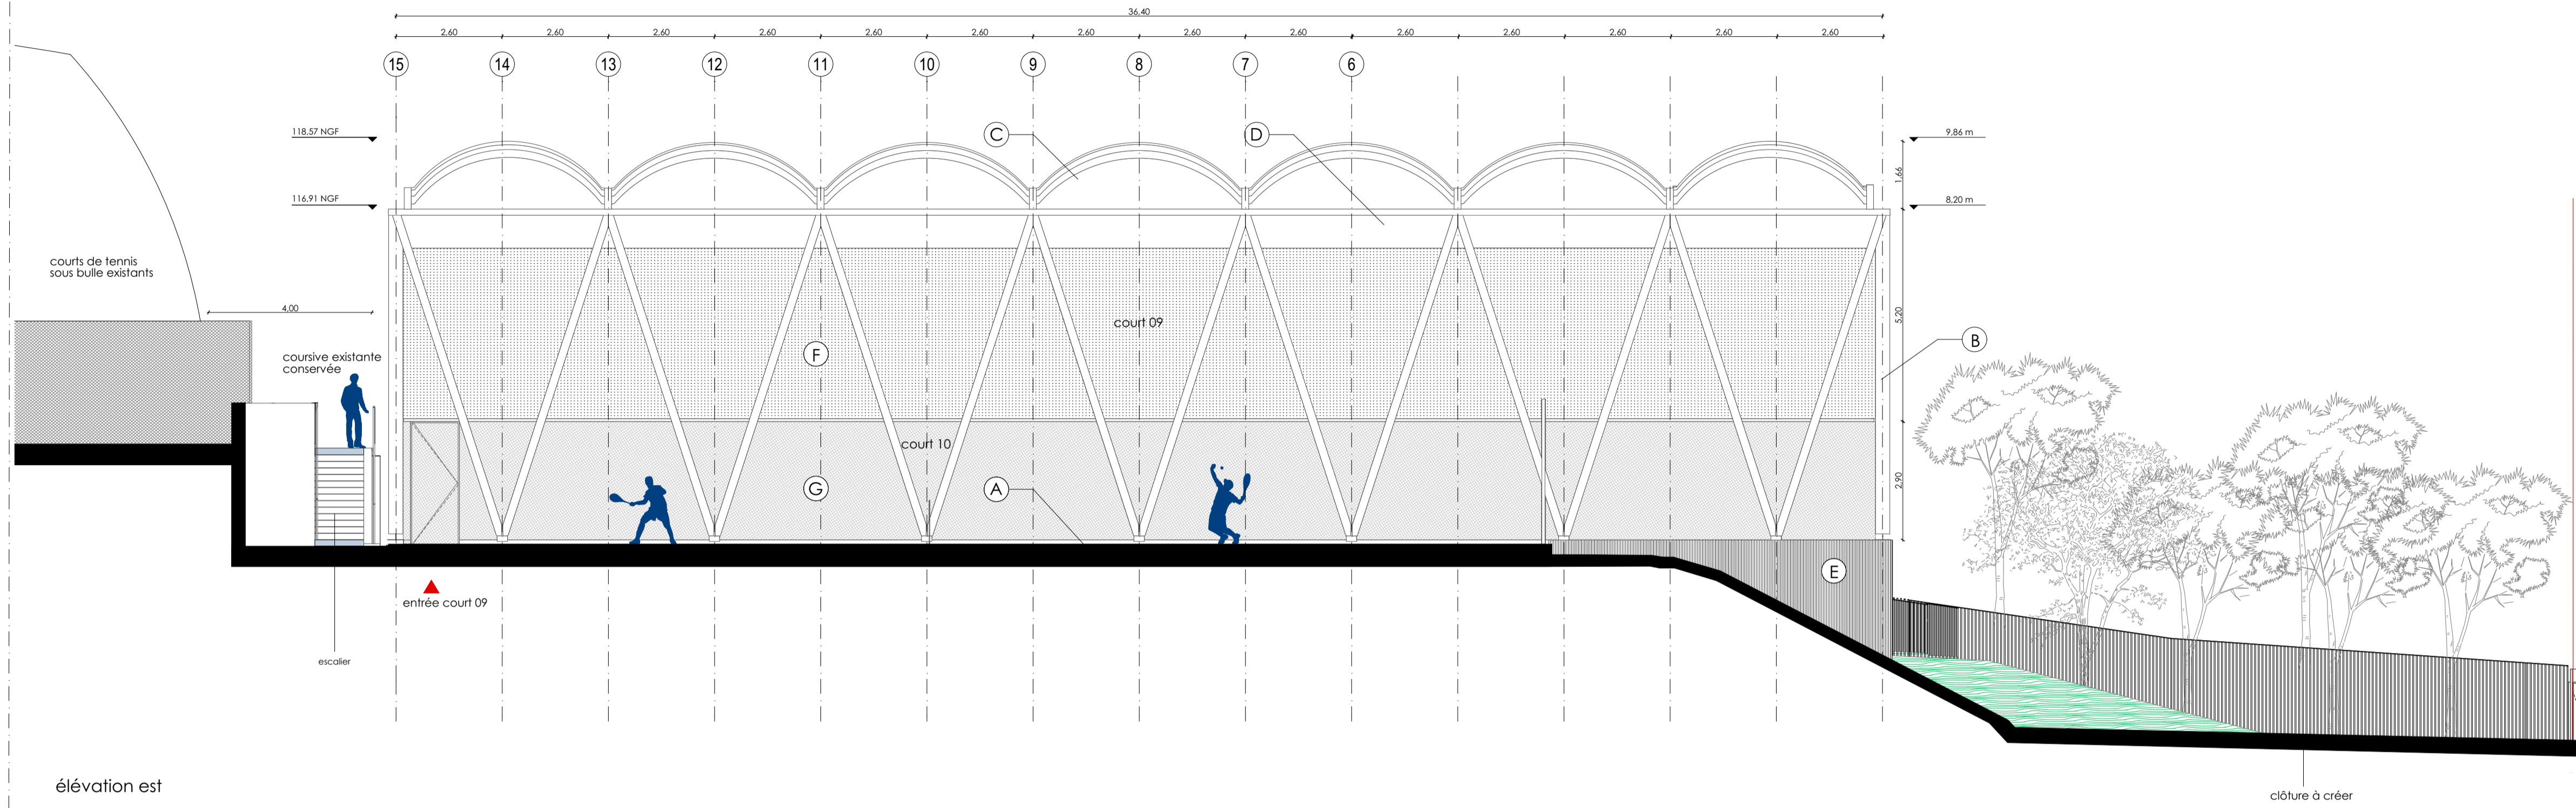 36,40
2,60 2,60 2,60 2,60 2,60 2,60 2,60 2,60 2,60 2,60 2,60 2,60 2,60 2,60
15 14 13 12 11 10 9 8 7 6
C
D
118,57 NGF
9,86 m
1,66
116,91 NGF
8,20 m
courts de tennis
sous bulle existants
4,00
court 09
5,20
B
coursive existante
conservée
F
court 10
G
A
2,90
E
entrée court 09
escalier
élévation est
clôture à créer